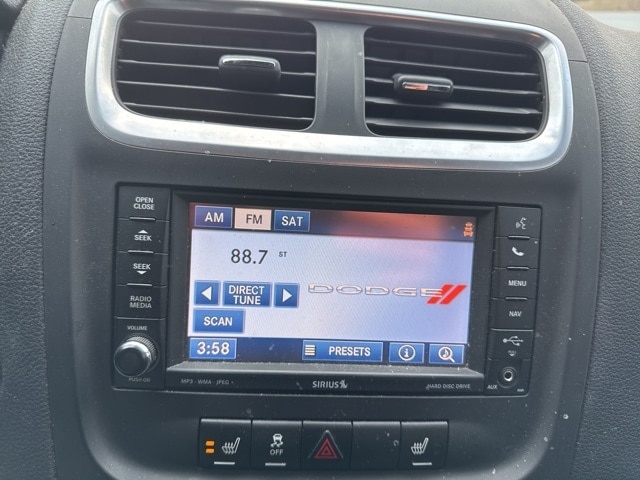 OPEN
CLOSE
SEEK
SEEK
RADIO
MEDIA
VOLUME
PUSH ON
AM FM SAT
88.7 ST
DIRECT
TUNE
DODGE
SCAN
3:58
PRESETS
MP3 - WMA - JPEG
SIRIUS
HARD DISC DRIVE
MENU
NAV
AUX
OFF